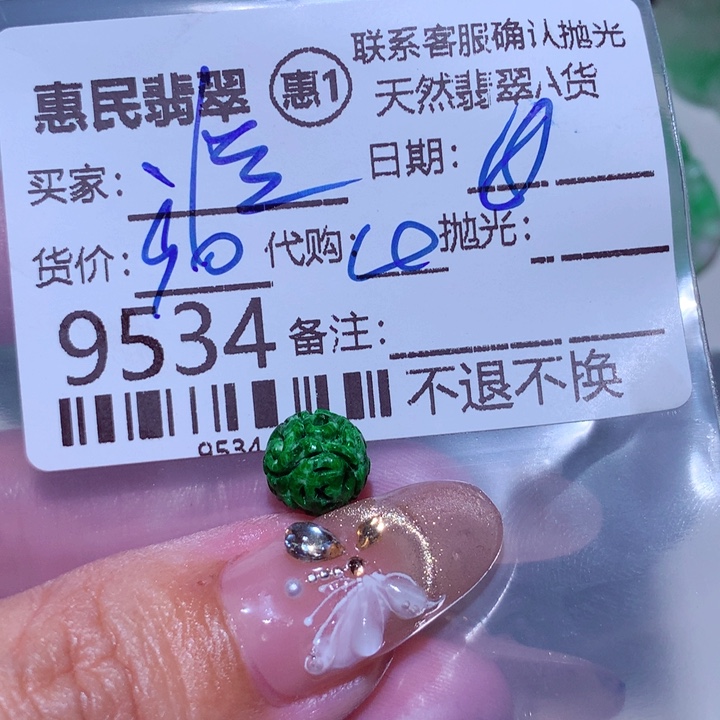 联系客服确认抛光
惠民翡翠 惠1 天然翡翠A货
买家: 日期: 8
货价: 960 代购: 抛光:
9534 备注:
不退不换
9534